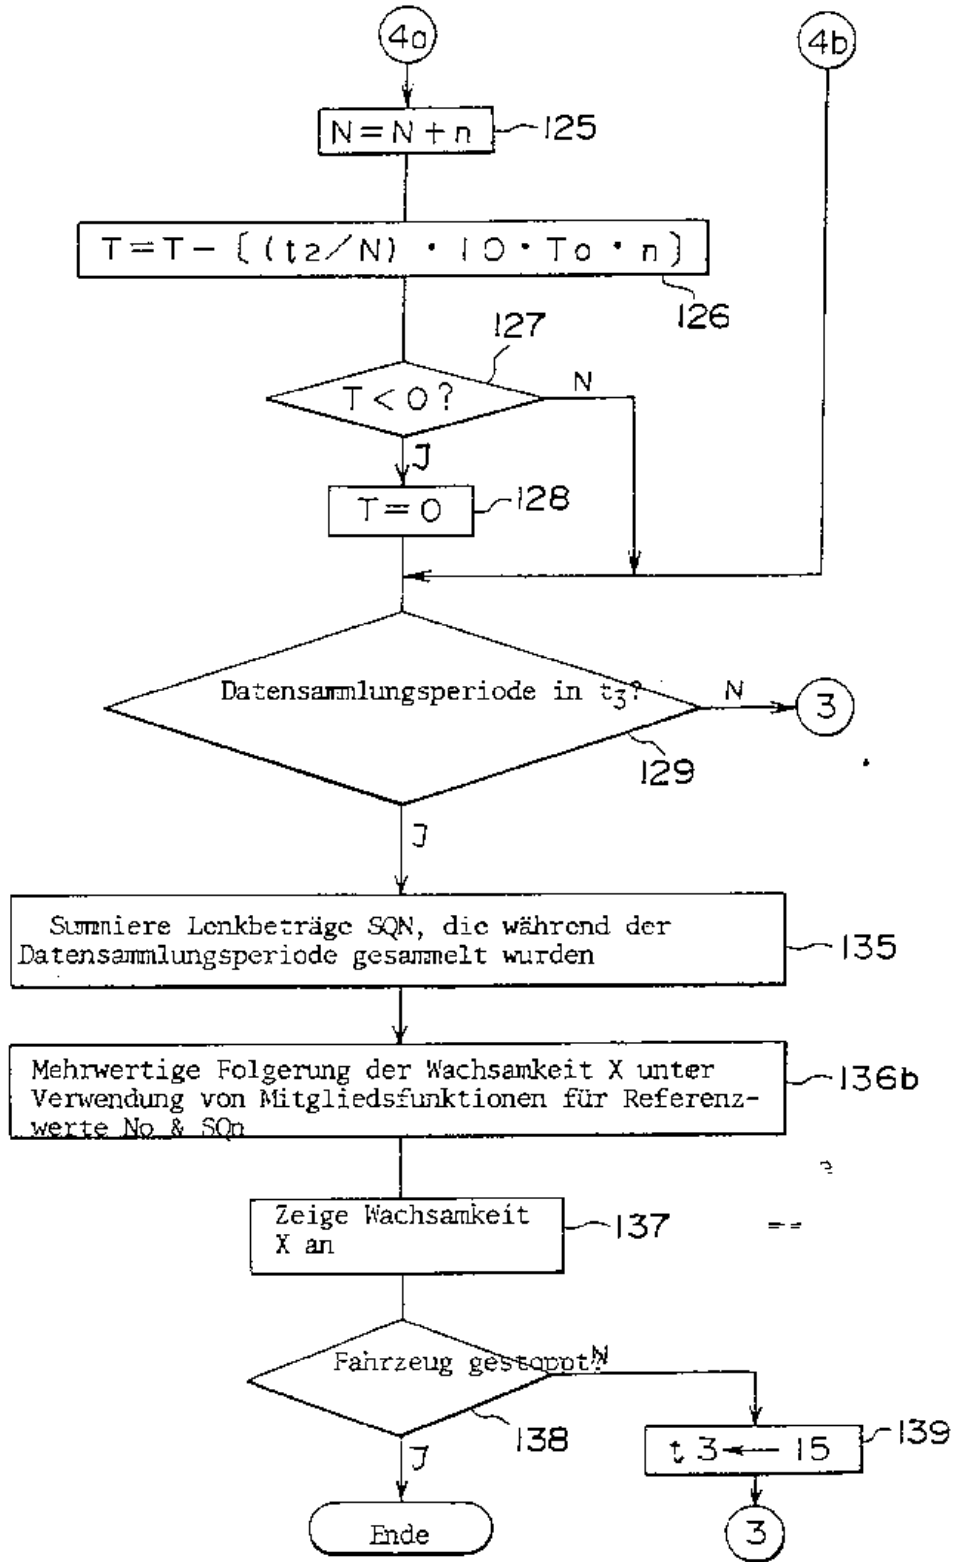 4a
4b
N=N+n
125
T=T-[(t2/N)・10・To・n]
126
127
T<0?
N
J
T=0
128
Datensammlungsperiode in t3?
N
3
129
J
Summiere Lenkbeträge SQN, die während der
Datensammlungsperiode gesammelt wurden
135
Mehrwertige Folgerung der Wachsamkeit X unter
Verwendung von Mitgliedsfunktionen für Referenz-
werte No & SQn
136b
Zeige Wachsamkeit
X an
137
Fahrzeug gestoppt?
N
138
J
t3←15
139
Ende
3